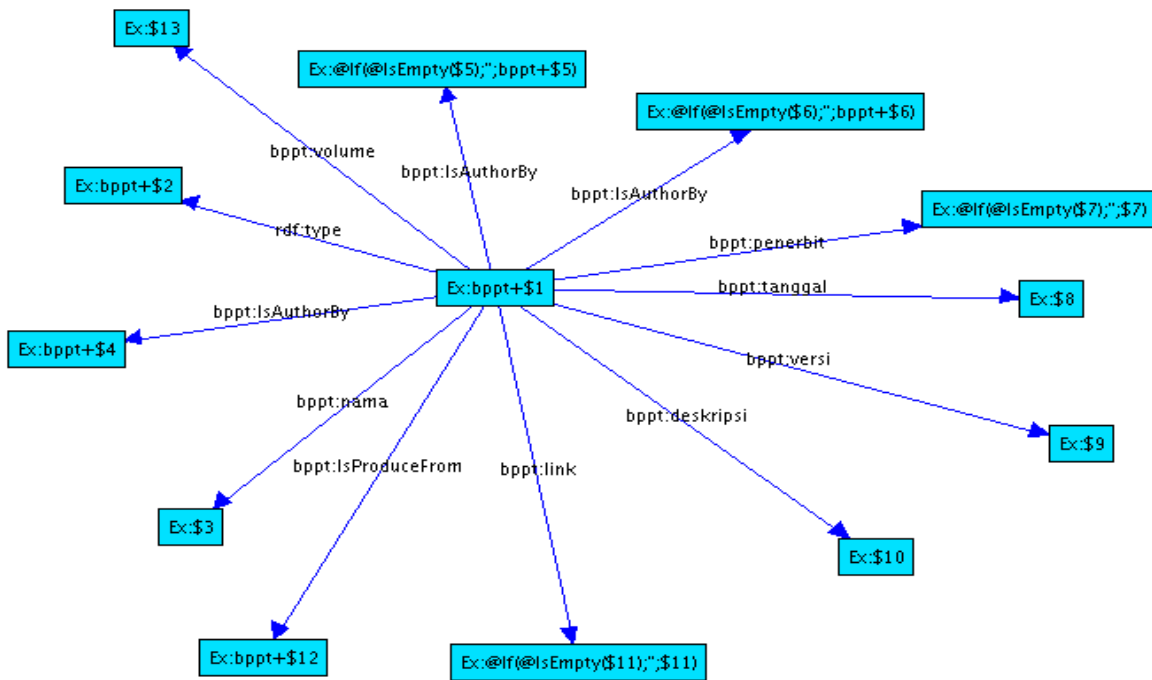 Ex:$13
Ex:@If(@IsEmpty($5);";bppt+$5)
Ex:@If(@IsEmpty($6);";bppt+$6)
bppt:volume
bppt:IsAuthorBy
bppt:IsAuthorBy
Ex:bppt+$2
Ex:@If(@IsEmpty($7);";$7)
rdf:type
bppt:penerbit
Ex:bppt+$1
bppt:tanggal
Ex:$8
bppt:IsAuthorBy
Ex:bppt+$4
bppt:versi
bppt:nama
bppt:deskripsi
Ex:$9
bppt:IsProduceFrom
bppt:link
Ex:$3
Ex:$10
Ex:bppt+$12
Ex:@If(@IsEmpty($11);";$11)